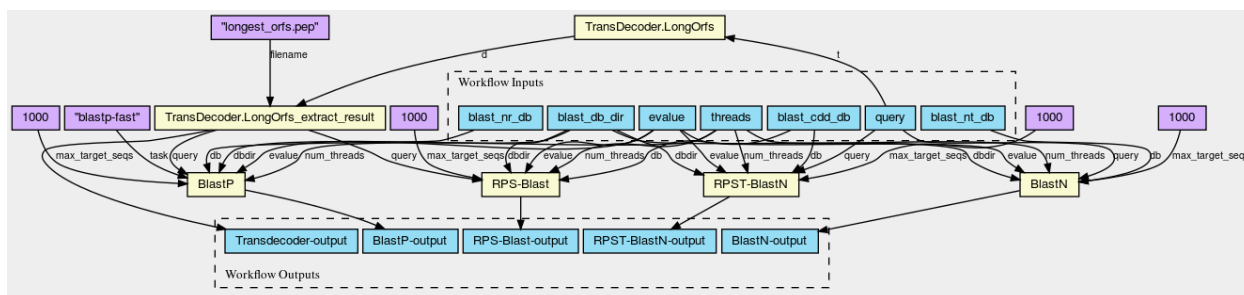 "longest_orfs.pep"
TransDecoder.LongOrfs
filename
d
t
Workflow Inputs
1000
"blastp-fast"
TransDecoder.LongOrfs_extract_result
1000
blast_nr_db
blast_db_dir
evalue
threads
blast_cdd_db
query
blast_nt_db
1000
1000
max_target_seqs
task
query
db
dbdir
evalue
num_threads
query
max_target_seqs
dbdir
evalue
num_threads
db
dbdir
evalue
num_threads
db
query
max_target_seqs
dbdir
evalue
num_threads
query
db
max_target_seqs
BlastP
RPS-Blast
RPST-BlastN
BlastN
Transdecoder-output
BlastP-output
RPS-Blast-output
RPST-BlastN-output
BlastN-output
Workflow Outputs